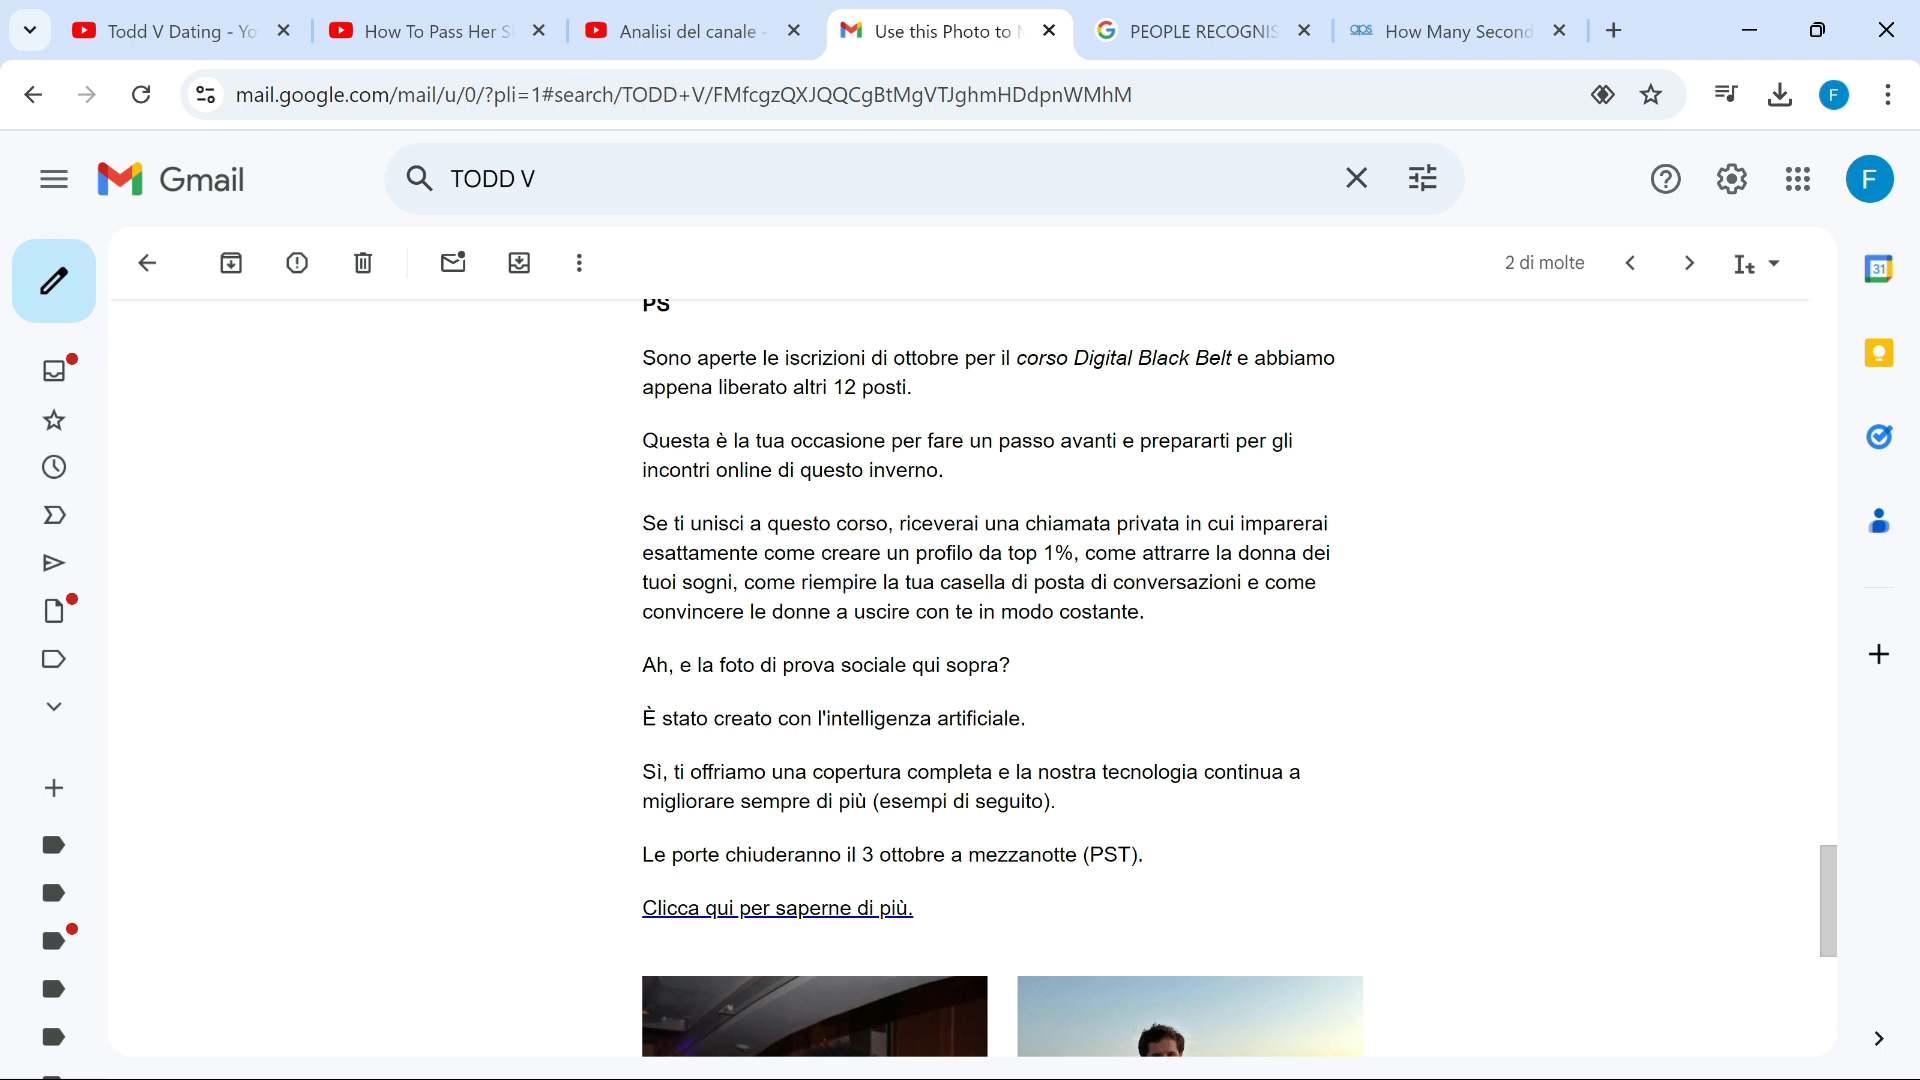 Todd V Dating - Yo
How To Pass Her S
Analisi del canale -
Use this Photo to
PEOPLE RECOGNIS
How Many Second
mail.google.com/mail/u/0/?pli=1#search/TODD+V/FMfcgzQXJQQCgBtMgVTJghmHDdpnWMhM
F
Gmail
TODD V
F
2 di molte
31
PS
Sono aperte le iscrizioni di ottobre per il corso Digital Black Belt e abbiamo
appena liberato altri 12 posti.
Questa è la tua occasione per fare un passo avanti e prepararti per gli
incontri online di questo inverno.
Se ti unisci a questo corso, riceverai una chiamata privata in cui imparerai
esattamente come creare un profilo da top 1%, come attrarre la donna dei
tuoi sogni, come riempire la tua casella di posta di conversazioni e come
convincere le donne a uscire con te in modo costante.
Ah, e la foto di prova sociale qui sopra?
È stato creato con l'intelligenza artificiale.
Sì, ti offriamo una copertura completa e la nostra tecnologia continua a
migliorare sempre di più (esempi di seguito).
Le porte chiuderanno il 3 ottobre a mezzanotte (PST).
Clicca qui per saperne di più.